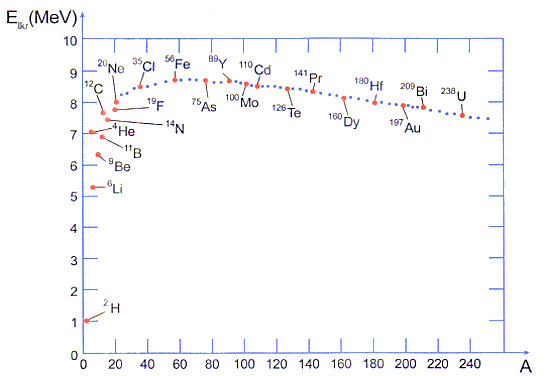 E_lkr(MeV)
10
9
8
7
6
5
4
3
2
1
0
²⁰Ne
³⁵Cl
⁵⁶Fe
⁸⁹Y
¹¹⁰Cd
¹⁴¹Pr
¹⁸⁰Hf
²⁰⁹Bi
²³⁸U
¹²C
¹⁹F
⁷⁵As
¹⁰⁰Mo
¹²⁶Te
¹⁶⁰Dy
¹⁹⁷Au
⁴He
¹⁴N
¹¹B
⁹Be
⁶Li
²H
0 20 40 60 80 100 120 140 160 180 200 220 240 A